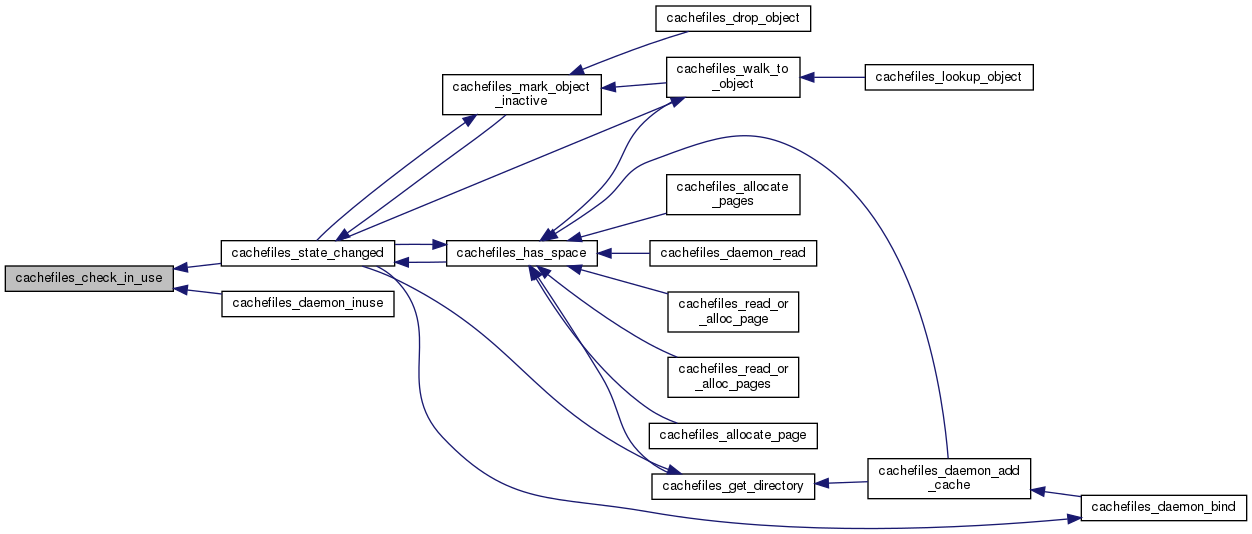 cachefiles_drop_object
cachefiles_walk_to
_object
cachefiles_lookup_object
cachefiles_mark_object
_inactive
cachefiles_allocate
_pages
cachefiles_state_changed
cachefiles_has_space
cachefiles_daemon_read
cachefiles_check_in_use
cachefiles_daemon_inuse
cachefiles_read_or
_alloc_page
cachefiles_read_or
_alloc_pages
cachefiles_allocate_page
cachefiles_get_directory
cachefiles_daemon_add
_cache
cachefiles_daemon_bind